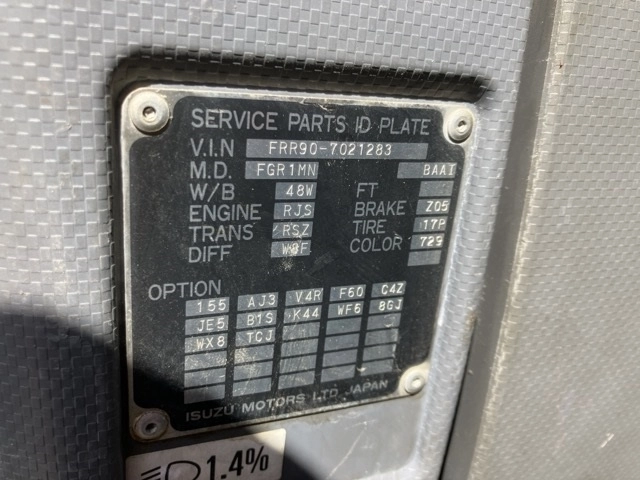 SERVICE PARTS ID PLATE
V.I.N FRR90-7021283
M.D. FGR1MN BAAI
W/B 48W FT
ENGINE RJS BRAKE Z05
TRANS RSZ TIRE 17P
DIFF W8F COLOR 729
OPTION
155 AJ3 V4R F60 C4Z
JE5 B1S K44 WF6 8GJ
WX8 TCJ
ISUZU MOTORS LTD. JAPAN
1.4%